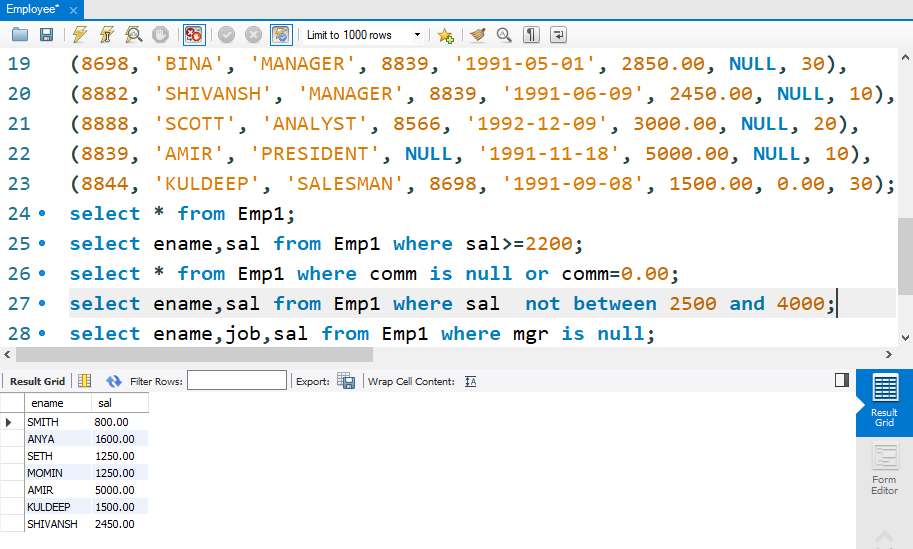 Employee*
Limit to 1000 rows
19 (8698, 'BINA', 'MANAGER', 8839, '1991-05-01', 2850.00, NULL, 30),
20 (8882, 'SHIVANSH', 'MANAGER', 8839, '1991-06-09', 2450.00, NULL, 10),
21 (8888, 'SCOTT', 'ANALYST', 8566, '1992-12-09', 3000.00, NULL, 20),
22 (8839, 'AMIR', 'PRESIDENT', NULL, '1991-11-18', 5000.00, NULL, 10),
23 (8844, 'KULDEEP', 'SALESMAN', 8698, '1991-09-08', 1500.00, 0.00, 30);
24 select * from Emp1;
25 select ename,sal from Emp1 where sal>=2200;
26 select * from Emp1 where comm is null or comm=0.00;
27 select ename,sal from Emp1 where sal  not between 2500 and 4000;
28 select ename,job,sal from Emp1 where mgr is null;
Result Grid Filter Rows: Export: Wrap Cell Content:
ename sal
SMITH 800.00
ANYA 1600.00
SETH 1250.00
MOMIN 1250.00
AMIR 5000.00
KULDEEP 1500.00
SHIVANSH 2450.00
Result
Grid
Form
Editor